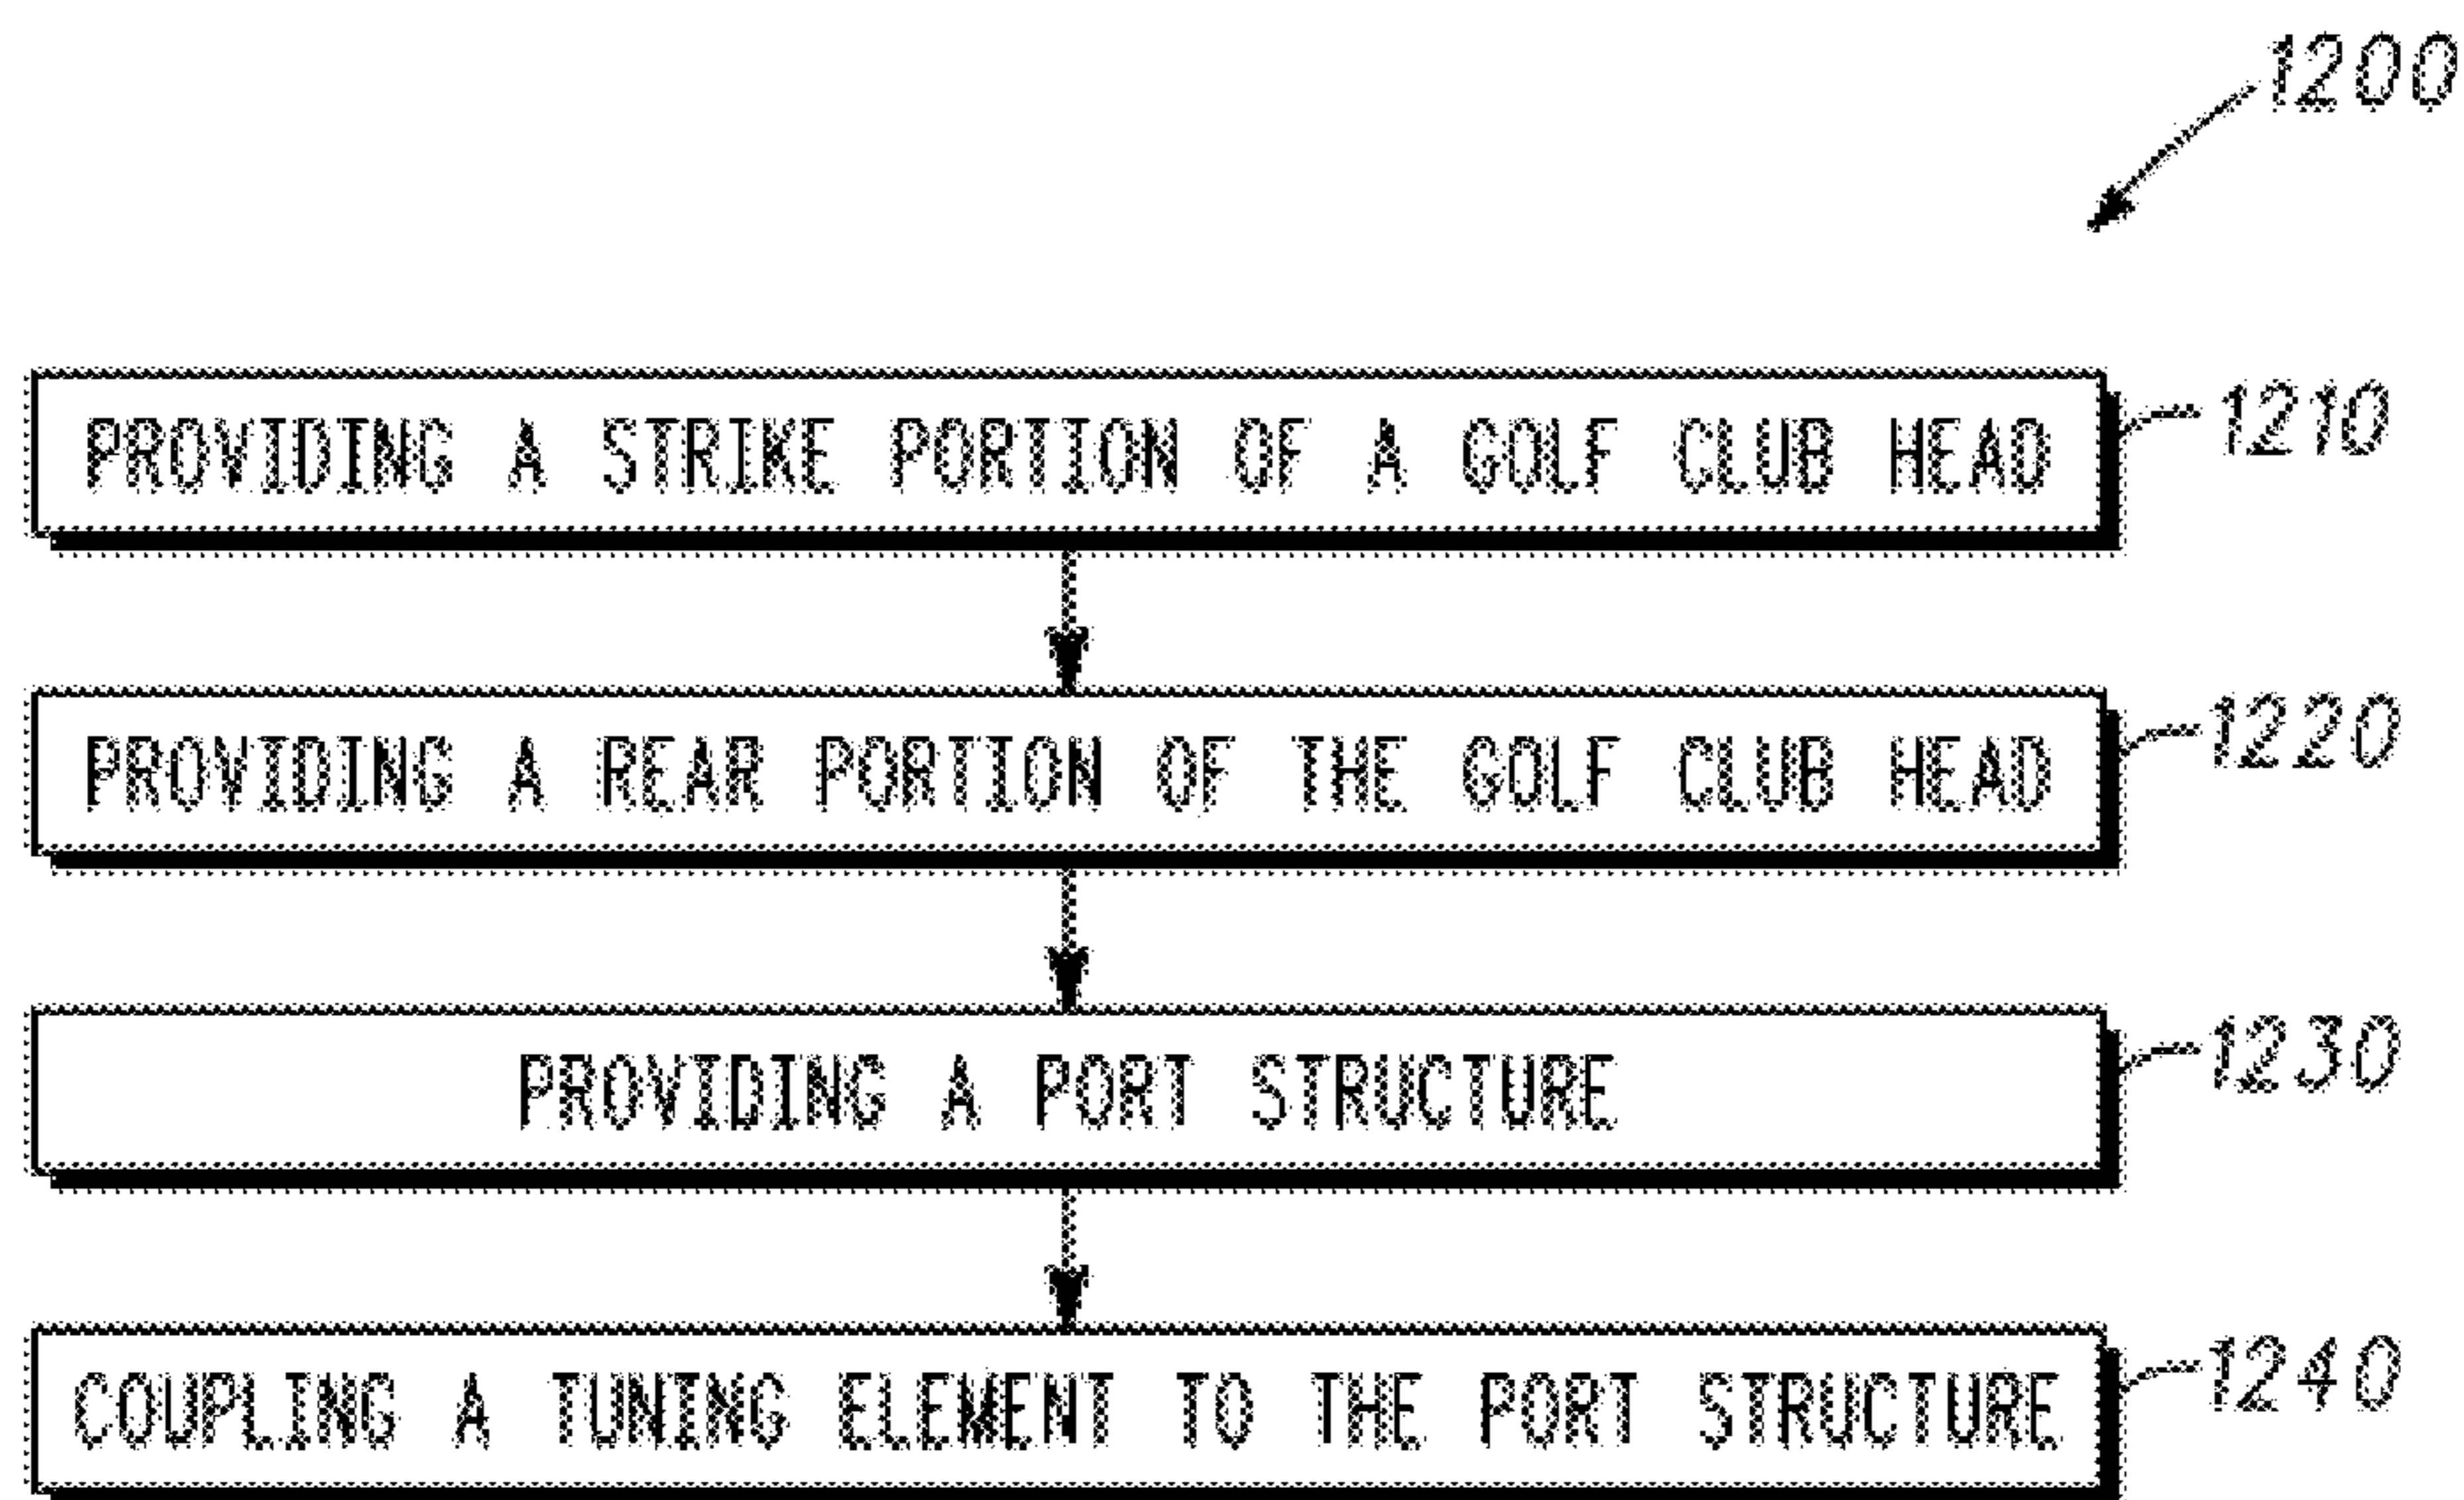 1200
PROVIDING A STRIKE PORTION OF A GOLF CLUB HEAD 1210
PROVIDING A REAR PORTION OF THE GOLF CLUB HEAD 1220
PROVIDING A PORT STRUCTURE 1230
COUPLING A TUNING ELEMENT TO THE PORT STRUCTURE 1240